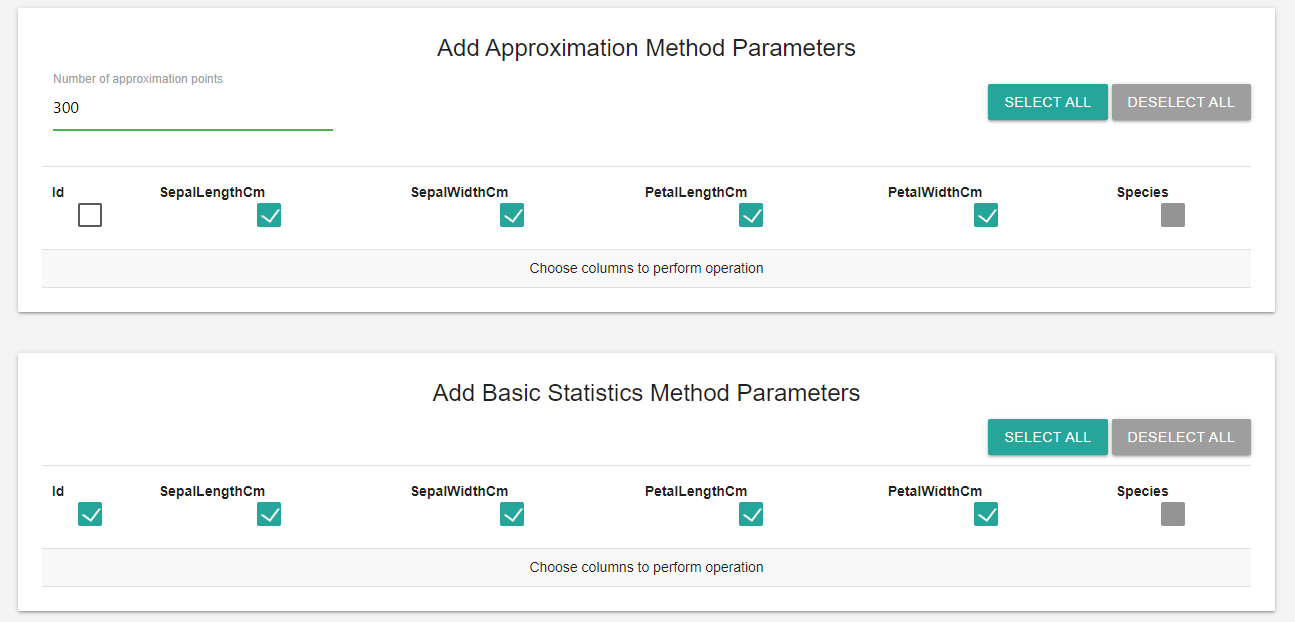 Add Approximation Method Parameters
Number of approximation points
300
SELECT ALL DESELECT ALL
Id SepalLengthCm SepalWidthCm PetalLengthCm PetalWidthCm Species
Choose columns to perform operation
Add Basic Statistics Method Parameters
SELECT ALL DESELECT ALL
Id SepalLengthCm SepalWidthCm PetalLengthCm PetalWidthCm Species
Choose columns to perform operation